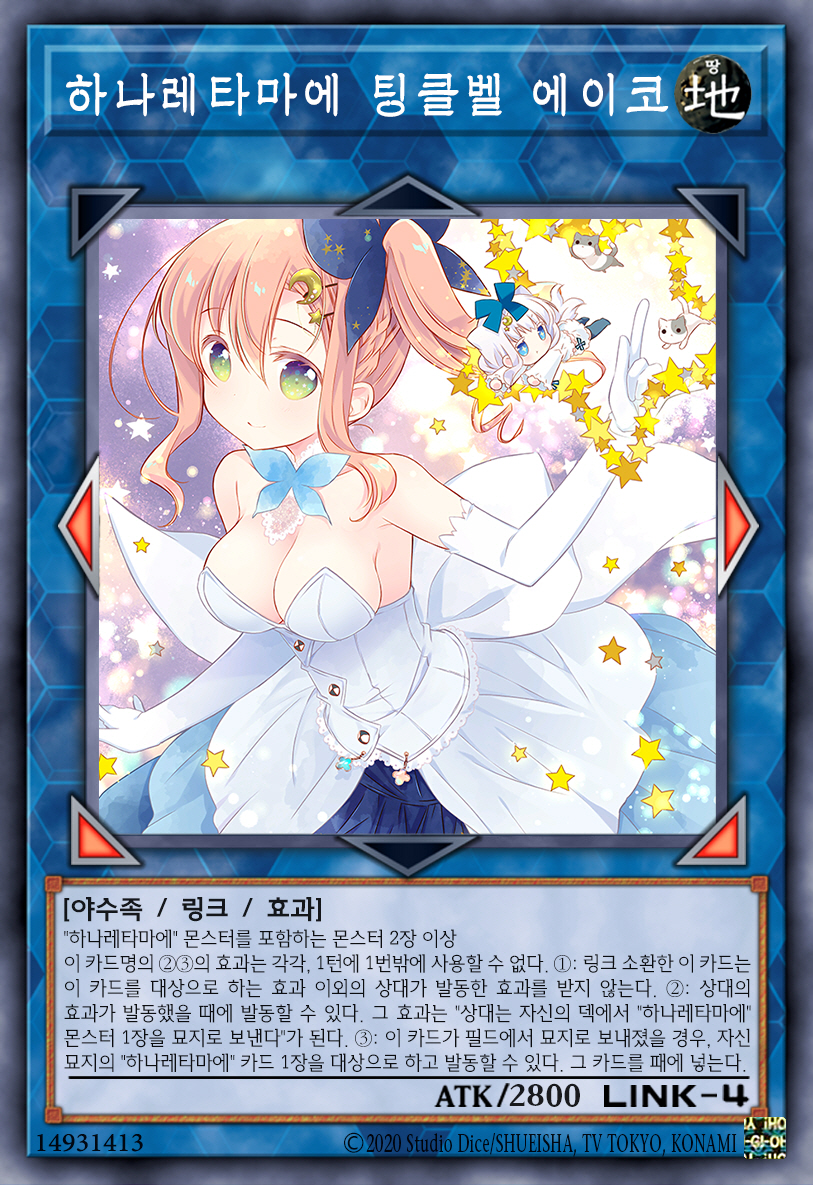 하나레타마에 팅클벨 에이코
땅
地
[야수족 / 링크 / 효과]
"하나레타마에" 몬스터를 포함하는 몬스터 2장 이상
이 카드명의 ②③의 효과는 각각, 1턴에 1번밖에 사용할 수 없다. ①: 링크 소환한 이 카드는
이 카드를 대상으로 하는 효과 이외의 상대가 발동한 효과를 받지 않는다. ②: 상대의
효과가 발동했을 때에 발동할 수 있다. 그 효과는 "상대는 자신의 덱에서 "하나레타마에"
몬스터 1장을 묘지로 보낸다"가 된다. ③: 이 카드가 필드에서 묘지로 보내졌을 경우, 자신
묘지의 "하나레타마에" 카드 1장을 대상으로 하고 발동할 수 있다. 그 카드를 패에 넣는다.
ATK/2800 LINK-4
14931413 ©2020 Studio Dice/SHUEISHA, TV TOKYO, KONAMI